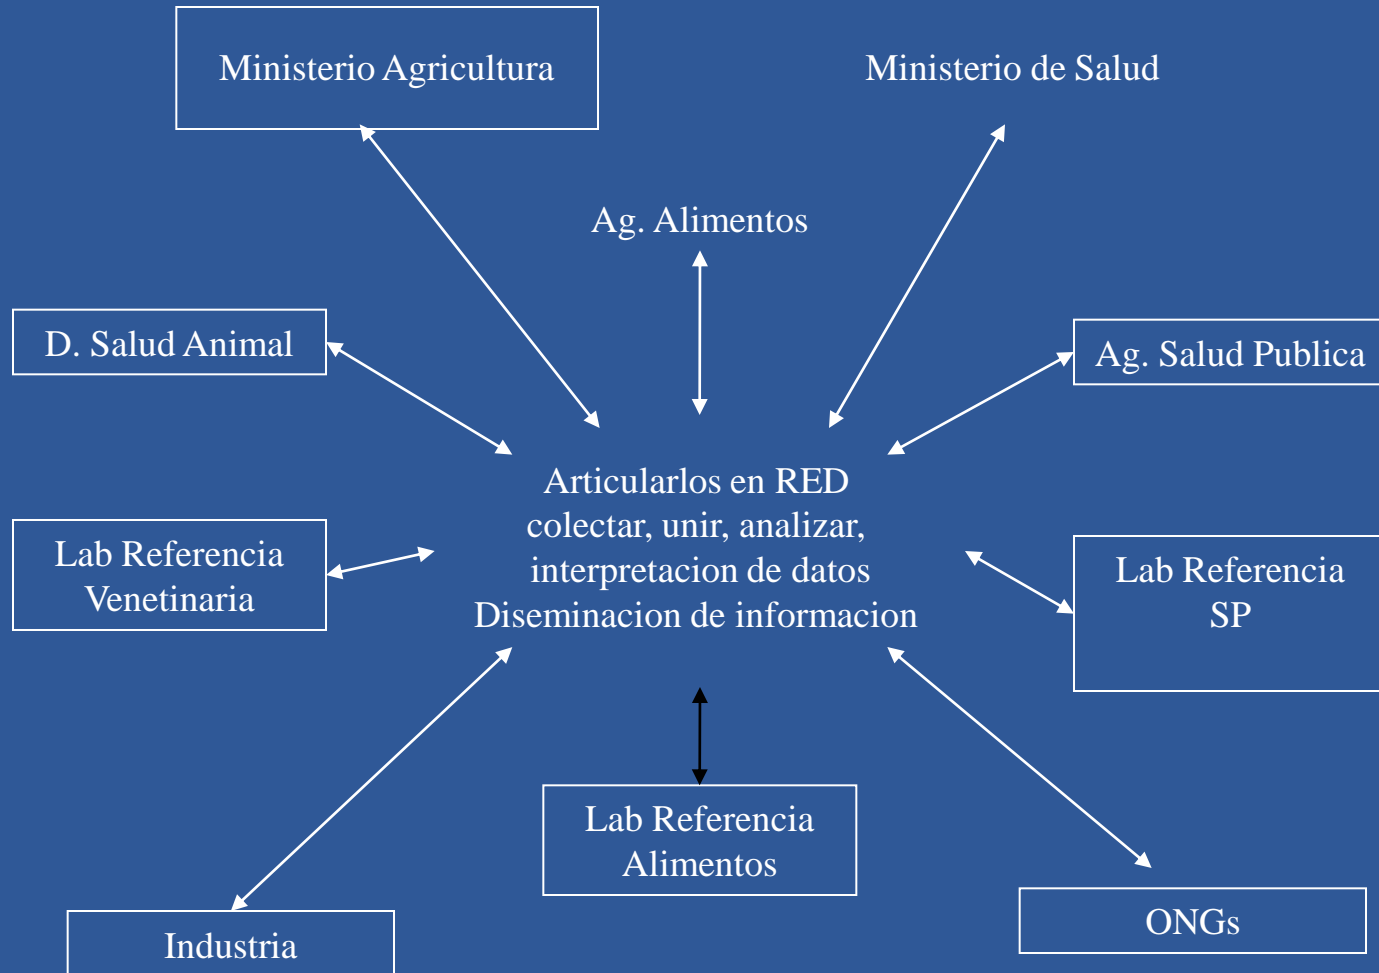 Ministerio Agricultura
Ministerio de Salud
Ag. Alimentos
D. Salud Animal
Ag. Salud Publica
Articularlos en RED
colectar, unir, analizar,
interpretacion de datos
Diseminacion de informacion
Lab Referencia
Venetinaria
Lab Referencia
SP
Lab Referencia
Alimentos
Industria
ONGs